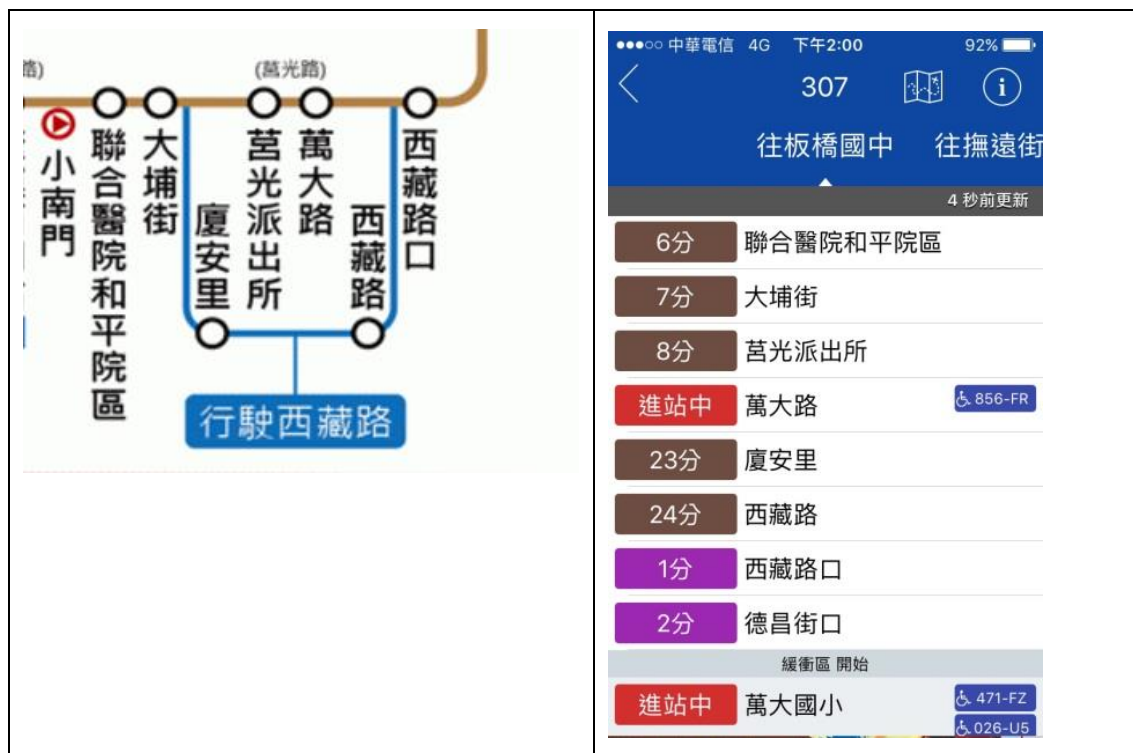 路)
小南門
聯合醫院和平院區
大埔街
廈安里
(莒光路)
莒光派出所
萬大路
西藏路
西藏路口
行駛西藏路
中華電信 4G 下午2:00 92%
307
往板橋國中 往撫遠街
4 秒前更新
6分 聯合醫院和平院區
7分 大埔街
8分 莒光派出所
進站中 萬大路 856-FR
23分 廈安里
24分 西藏路
1分 西藏路口
2分 德昌街口
緩衝區 開始
進站中 萬大國小 471-FZ
026-U5